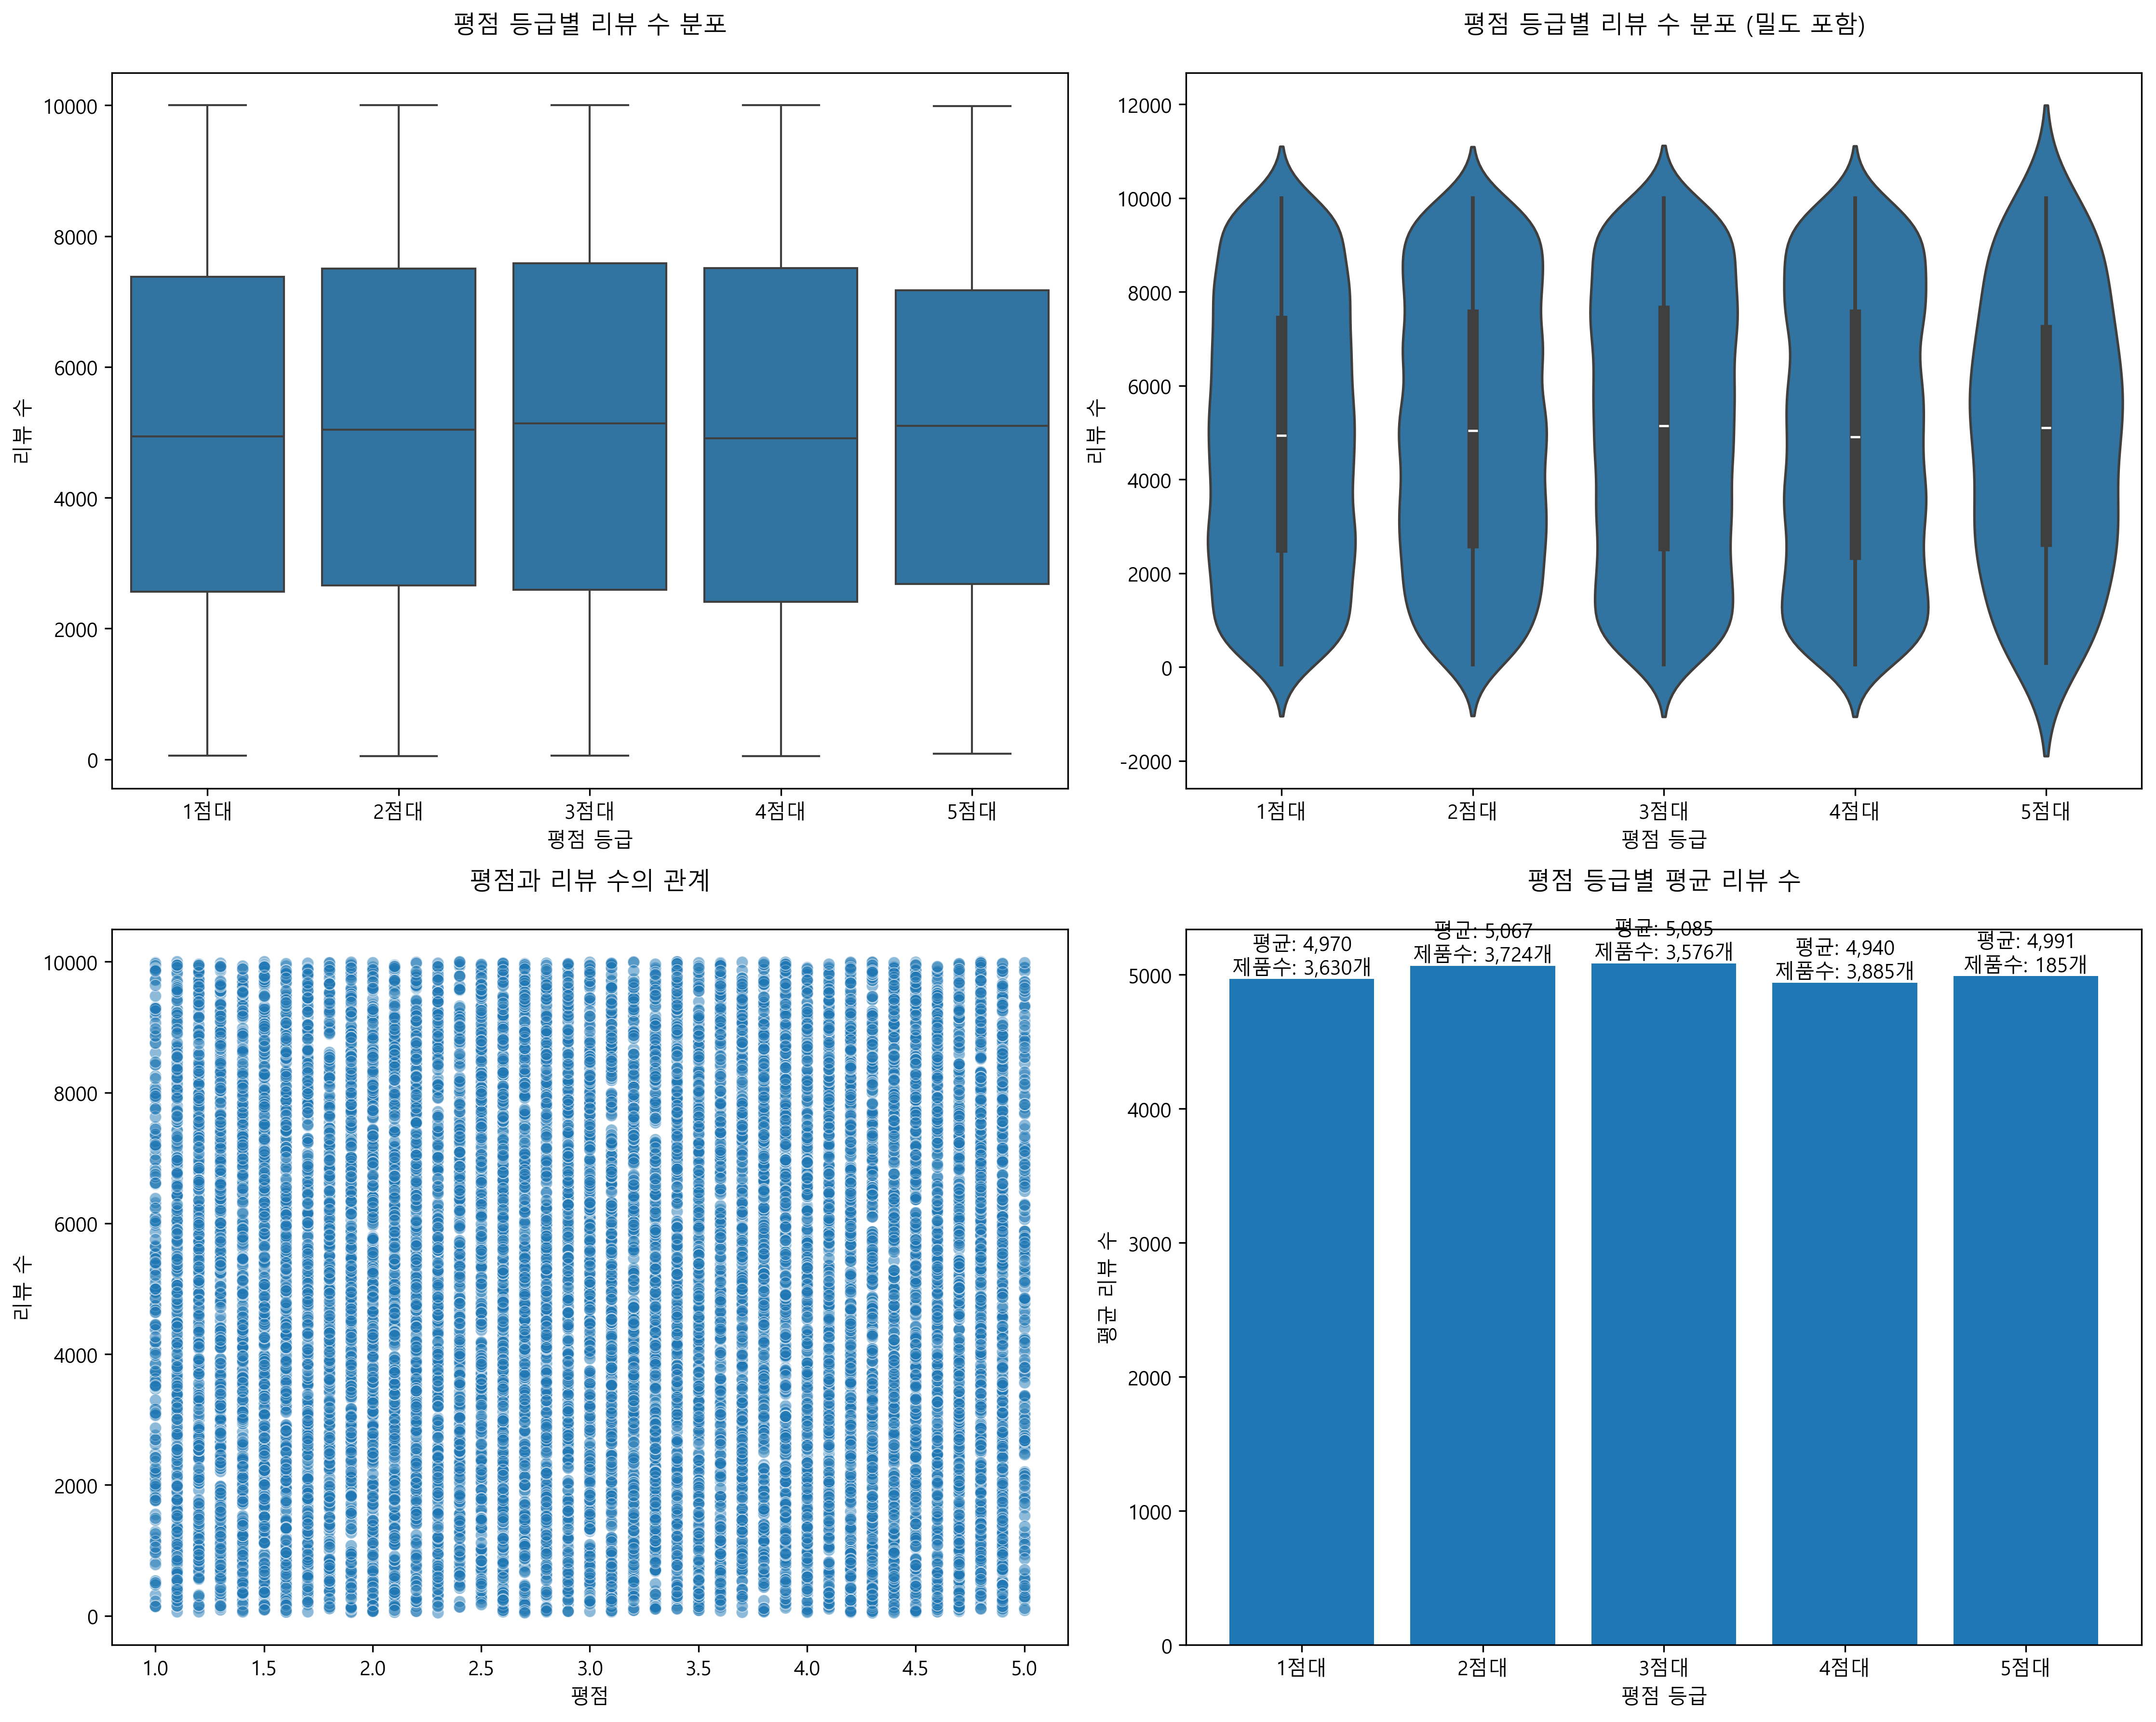 평점 등급별 리뷰 수 분포
10000
8000
6000
4000
2000
0
리뷰 수
1점대 2점대 3점대 4점대 5점대
평점 등급
평점 등급별 리뷰 수 분포 (밀도 포함)
12000
10000
8000
6000
4000
2000
0
-2000
리뷰 수
1점대 2점대 3점대 4점대 5점대
평점 등급
평점과 리뷰 수의 관계
10000
8000
6000
4000
2000
0
리뷰 수
1.0 1.5 2.0 2.5 3.0 3.5 4.0 4.5 5.0
평점
평점 등급별 평균 리뷰 수
평균: 4,970
제품수: 3,630개
평균: 5,067
제품수: 3,724개
평균: 5,085
제품수: 3,576개
평균: 4,940
제품수: 3,885개
평균: 4,991
제품수: 185개
5000
4000
3000
2000
1000
0
평균 리뷰 수
1점대 2점대 3점대 4점대 5점대
평점 등급